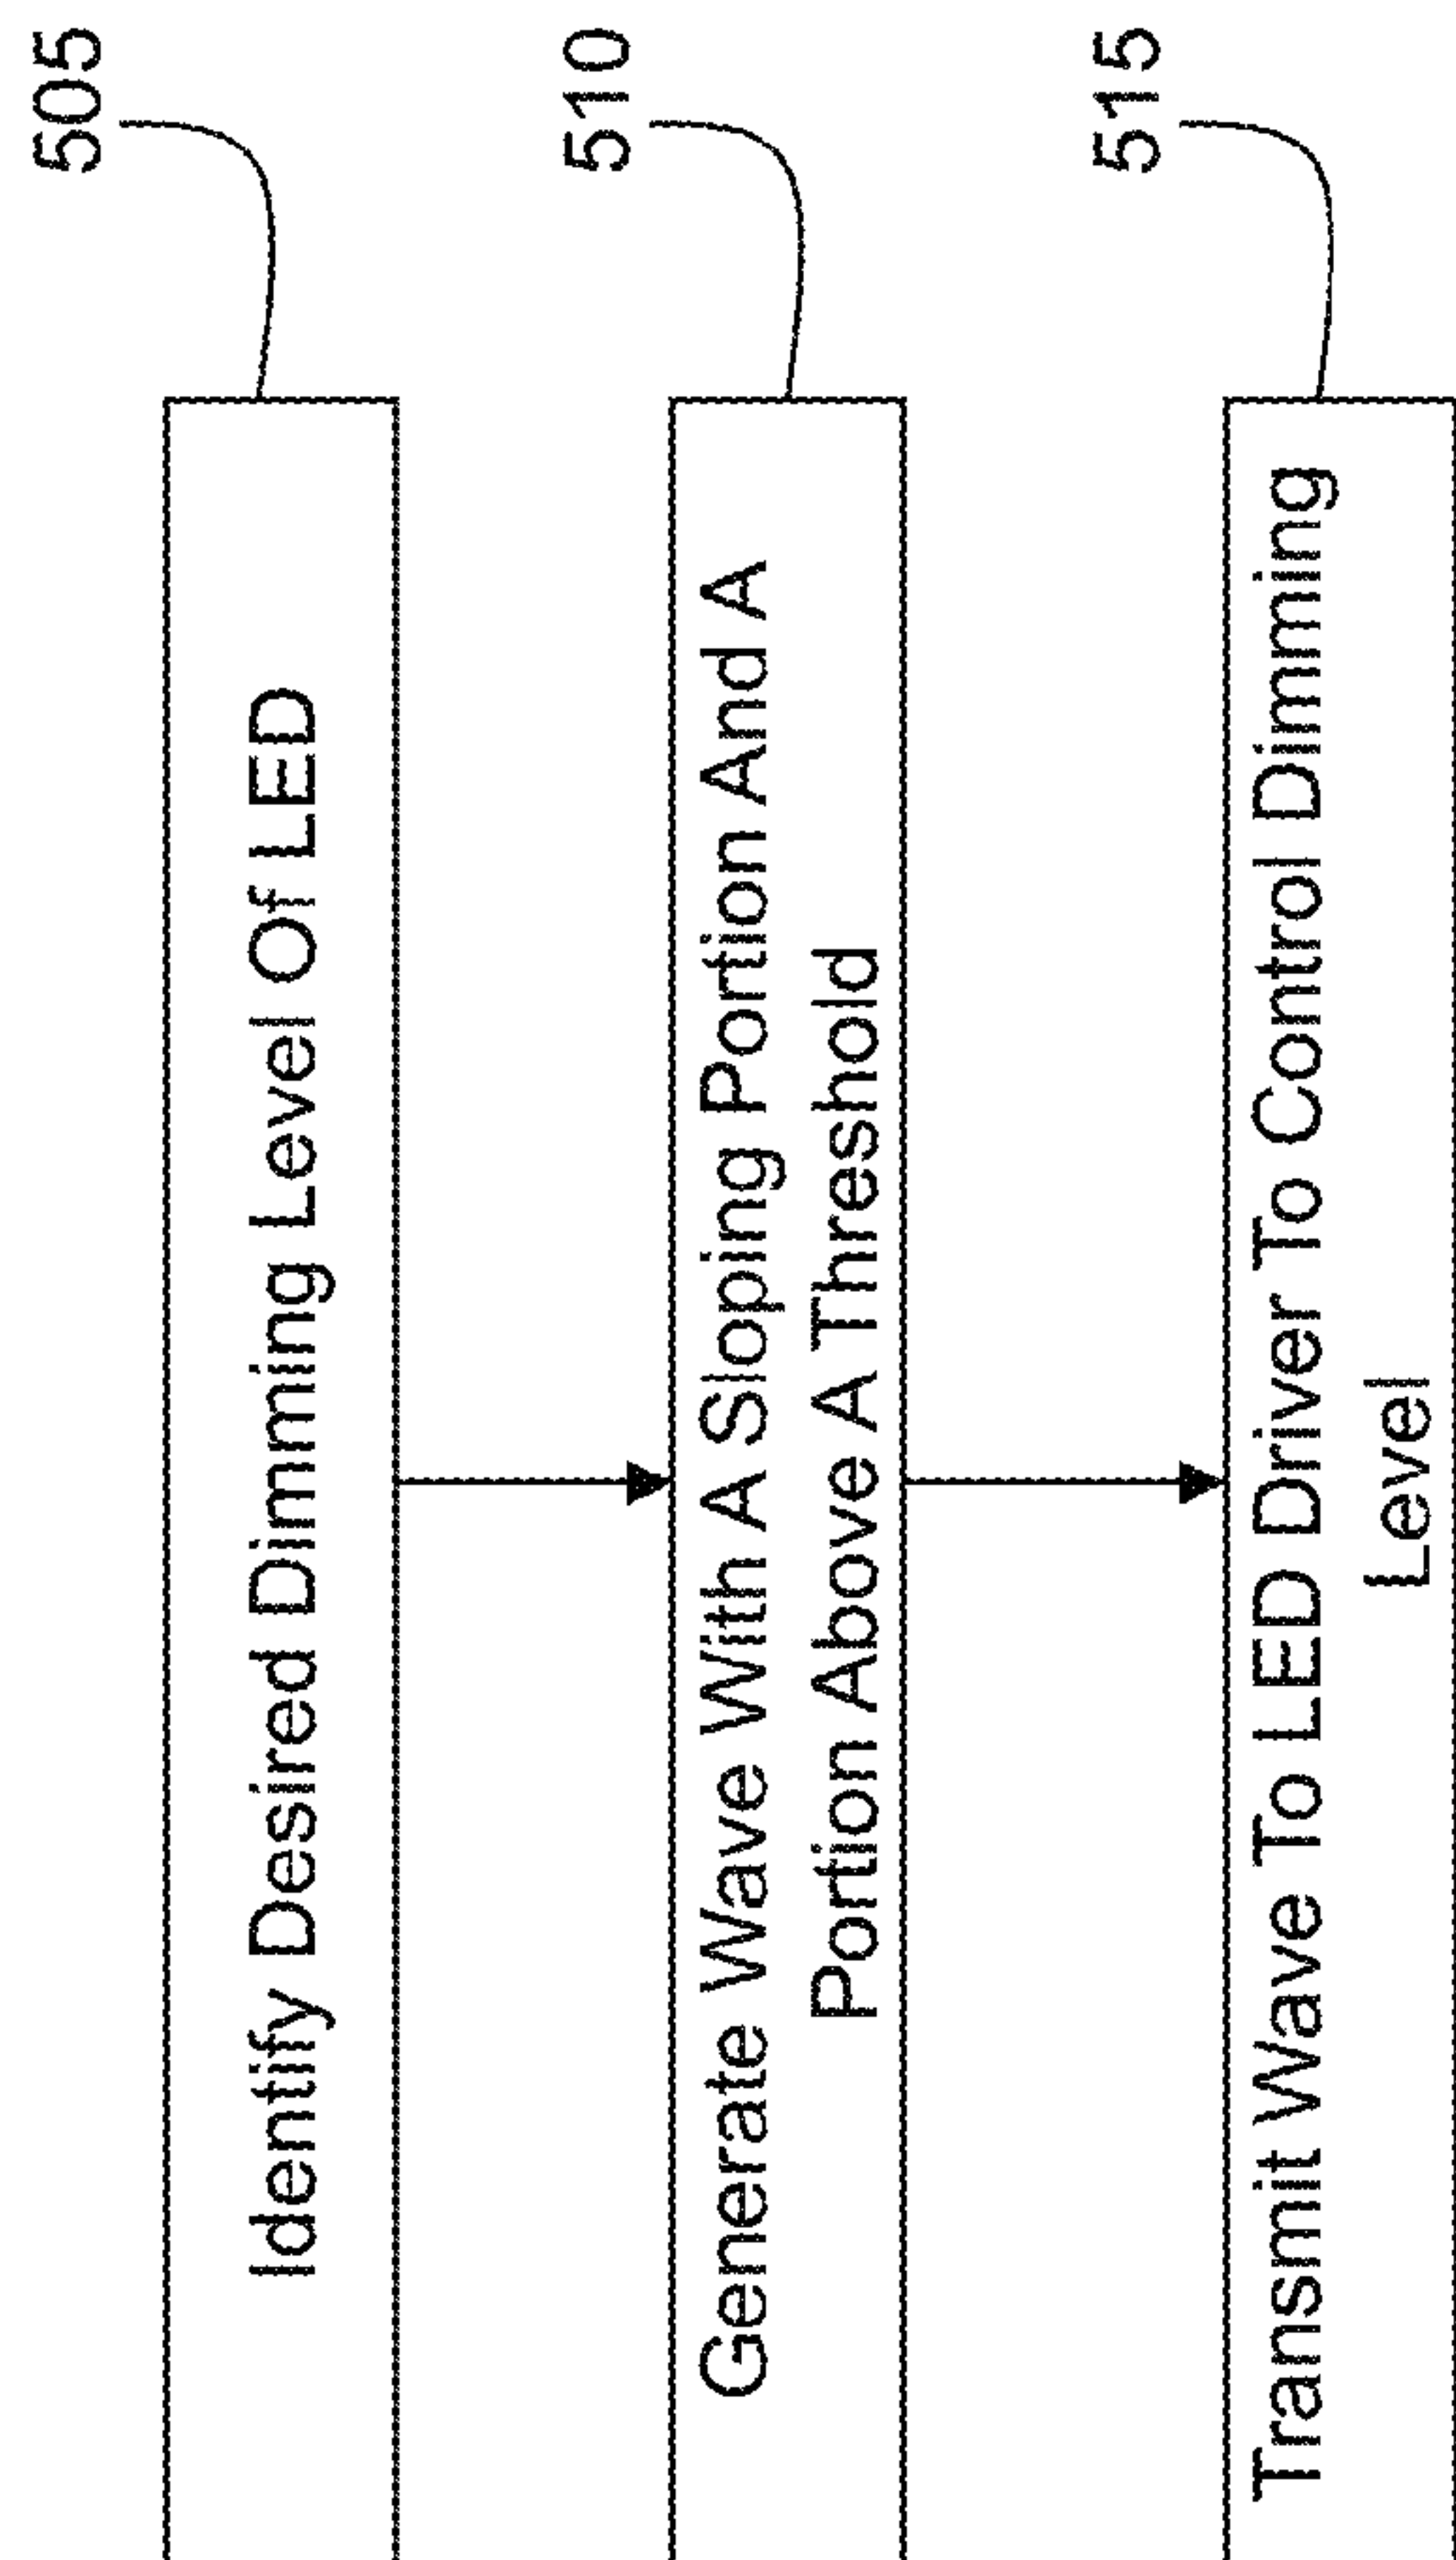 505
Identify Desired Dimming Level Of LED
510
Generate Wave With A Sloping Portion And A
Portion Above A Threshold
515
Transmit Wave To LED Driver To Control Dimming
Level